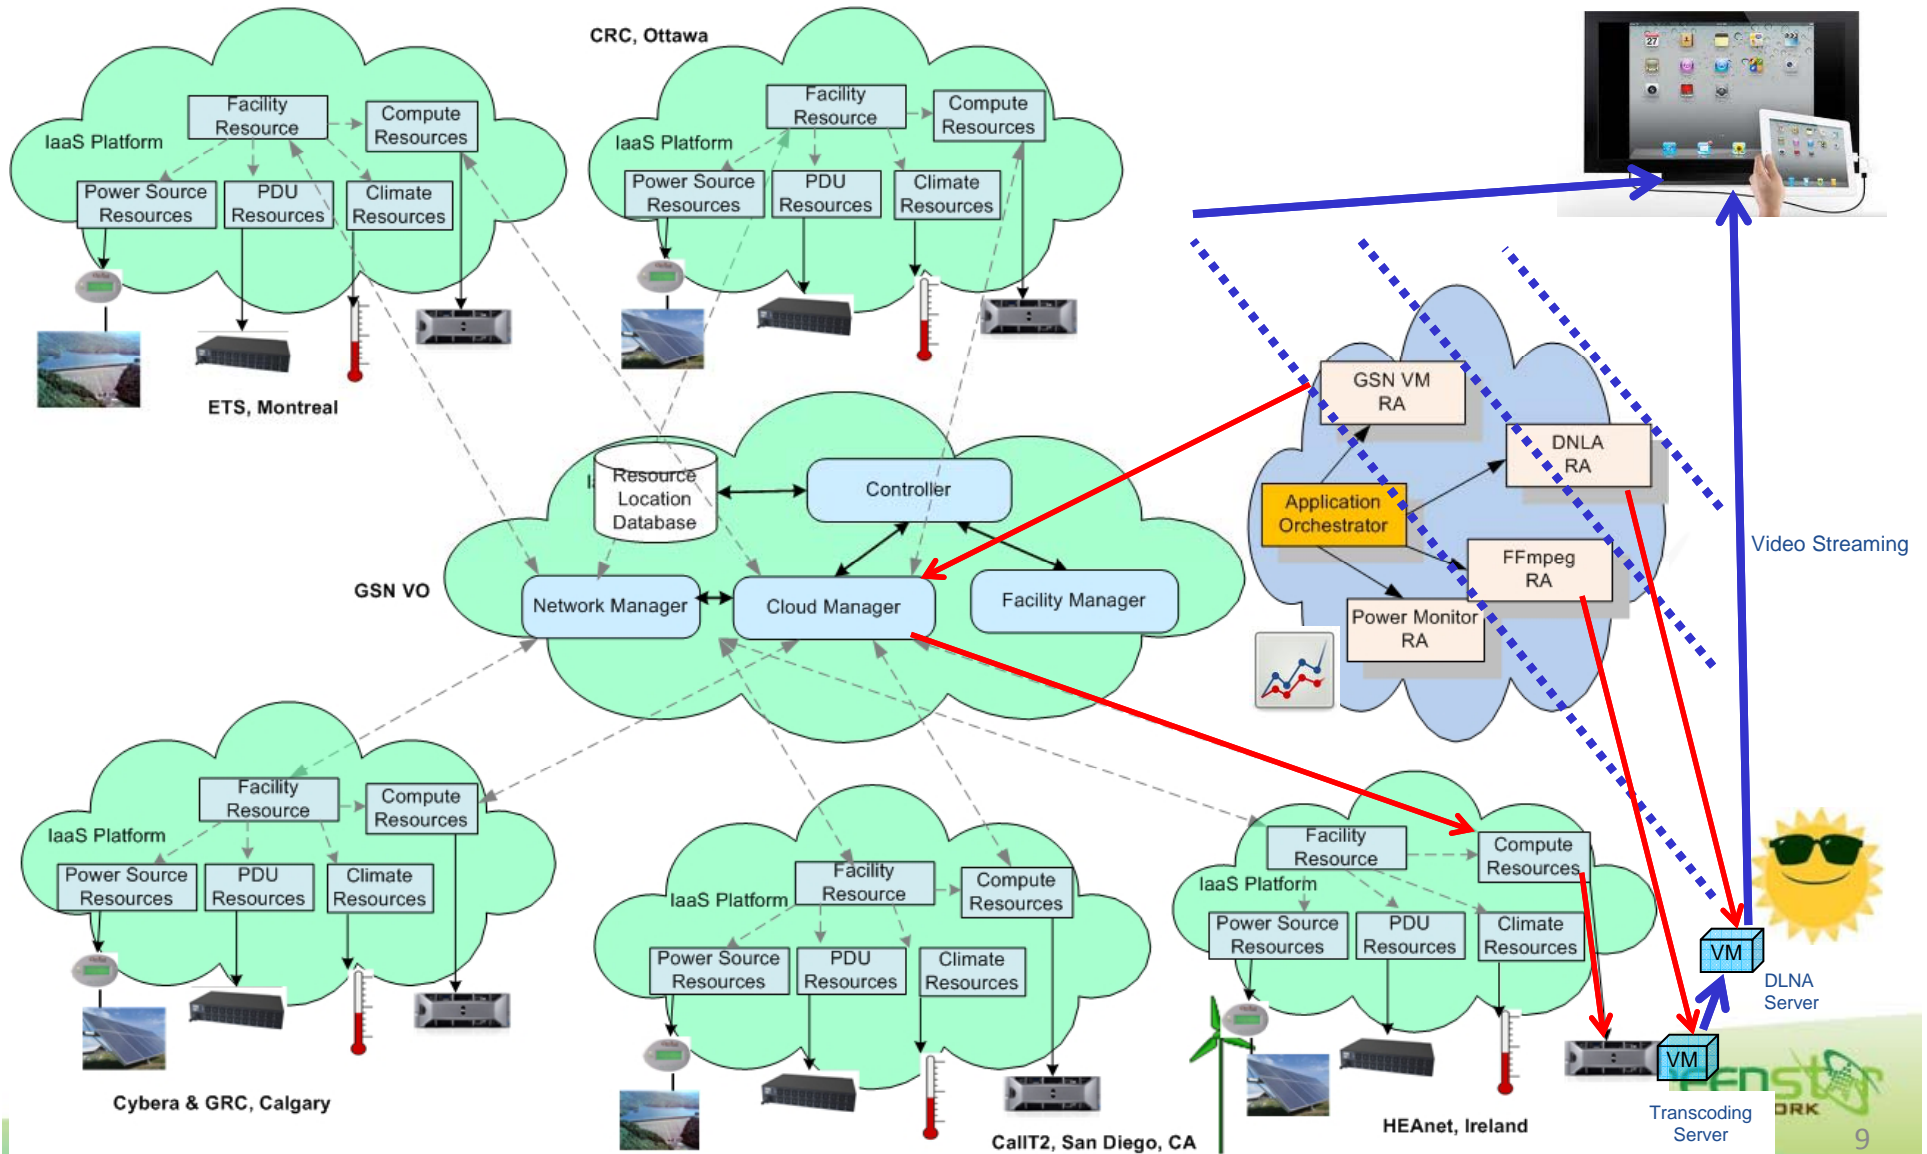 CRC, Ottawa
Facility
Resource
Compute
Resources
IaaS Platform
Power Source
Resources
PDU
Resources
Climate
Resources
ETS, Montreal
Facility
Resource
Compute
Resources
IaaS Platform
Power Source
Resources
PDU
Resources
Climate
Resources
27
GSN VM
RA
DNLA
RA
Application
Orchestrator
FFmpeg
RA
Power Monitor
RA
Video Streaming
Resource
Location
Database
Controller
GSN VO
Network Manager
Cloud Manager
Facility Manager
Facility
Resource
Compute
Resources
IaaS Platform
Power Source
Resources
PDU
Resources
Climate
Resources
Cybera & GRC, Calgary
Facility
Resource
Compute
Resources
IaaS Platform
Power Source
Resources
PDU
Resources
Climate
Resources
CalIT2, San Diego, CA
Facility
Resource
Compute
Resources
IaaS Platform
Power Source
Resources
PDU
Resources
Climate
Resources
HEAnet, Ireland
VM
DLNA
Server
VM
Transcoding
Server
9